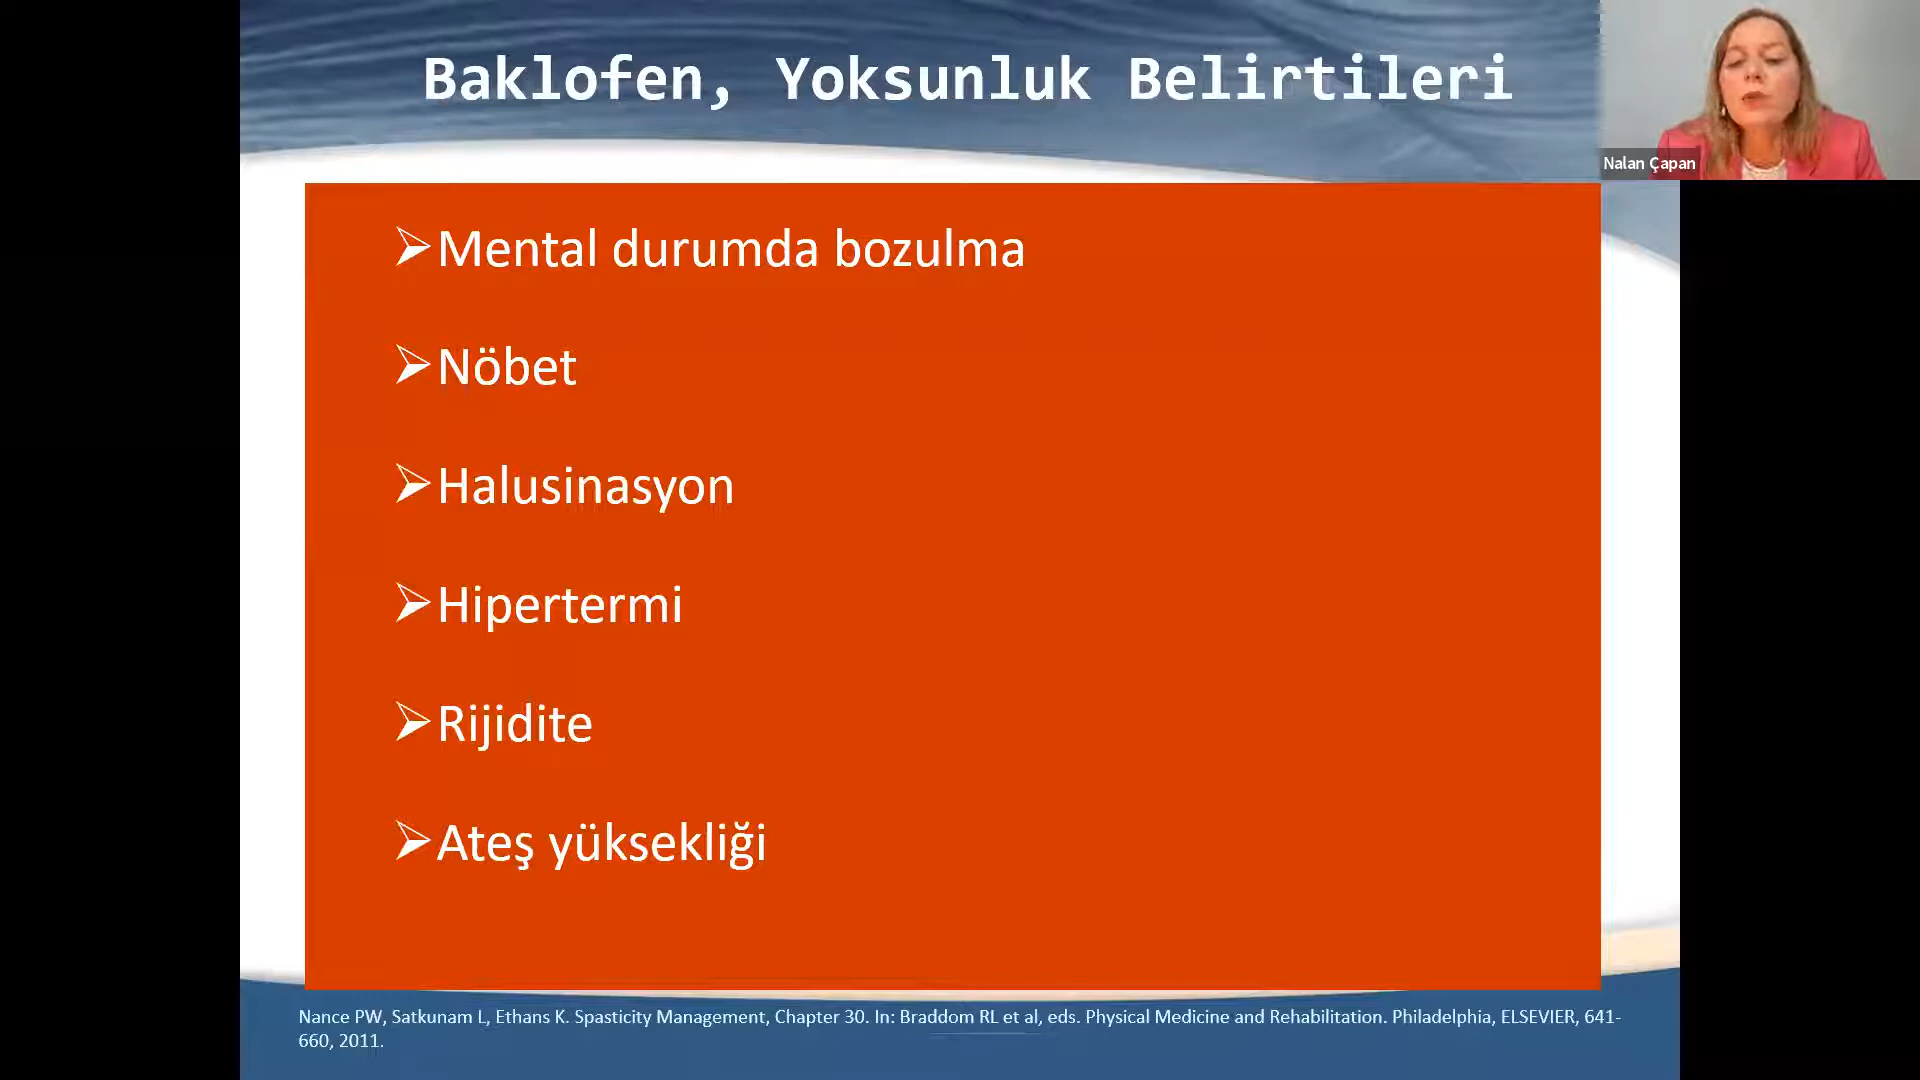 Baklofen, Yoksunluk Belirtileri
Nalan Çapan
➢Mental durumda bozulma
➢Nöbet
➢Halusinasyon
➢Hipertermi
➢Rijidite
➢Ateş yüksekliği
Nance PW, Satkunam L, Ethans K. Spasticity Management, Chapter 30. In: Braddom RL et al, eds. Physical Medicine and Rehabilitation. Philadelphia, ELSEVIER, 641-
660, 2011.